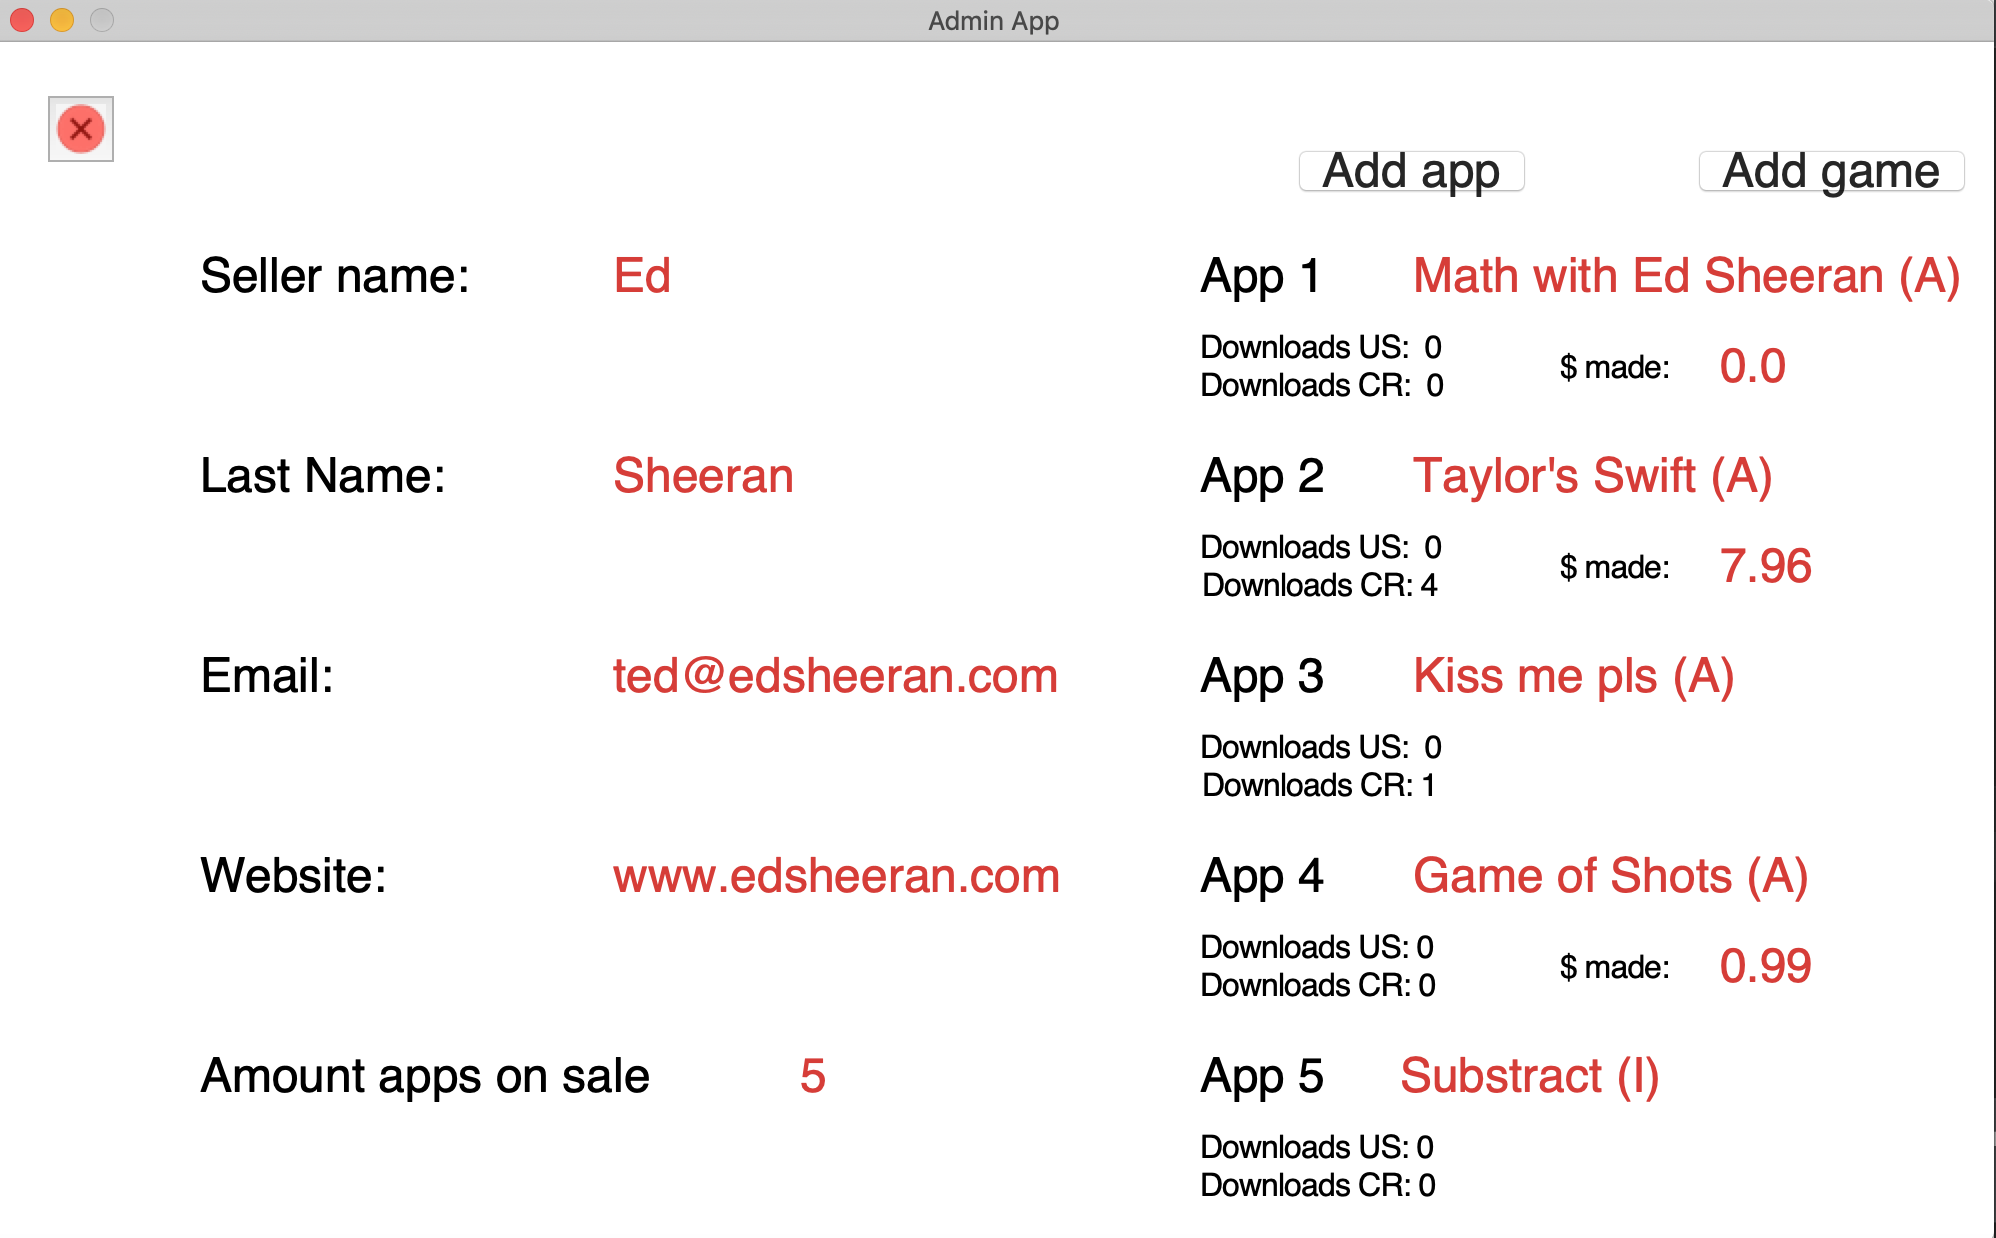 Admin App
Add app Add game
Seller name: Ed
App 1 Math with Ed Sheeran (A)
Downloads US: 0
Downloads CR: 0
$ made: 0.0
Last Name: Sheeran
App 2 Taylor's Swift (A)
Downloads US: 0
Downloads CR: 4
$ made: 7.96
Email: ted@edsheeran.com
App 3 Kiss me pls (A)
Downloads US: 0
Downloads CR: 1
Website: www.edsheeran.com
App 4 Game of Shots (A)
Downloads US: 0
Downloads CR: 0
$ made: 0.99
Amount apps on sale 5
App 5 Substract (I)
Downloads US: 0
Downloads CR: 0